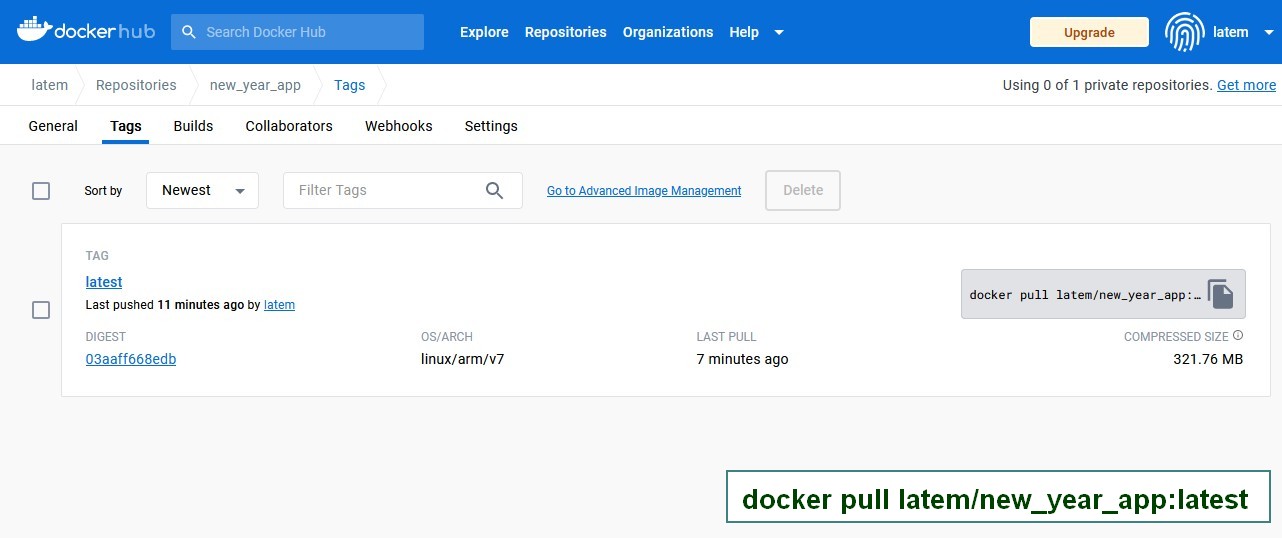 dockerhub Search Docker Hub Explore Repositories Organizations Help Upgrade latem
latem Repositories new_year_app Tags Using 0 of 1 private repositories. Get more
General Tags Builds Collaborators Webhooks Settings
Sort by Newest Filter Tags Go to Advanced Image Management Delete
TAG
latest
Last pushed 11 minutes ago by latem
docker pull latem/new_year_app:…
DIGEST OS/ARCH LAST PULL COMPRESSED SIZE
03aaff668edb linux/arm/v7 7 minutes ago 321.76 MB
docker pull latem/new_year_app:latest